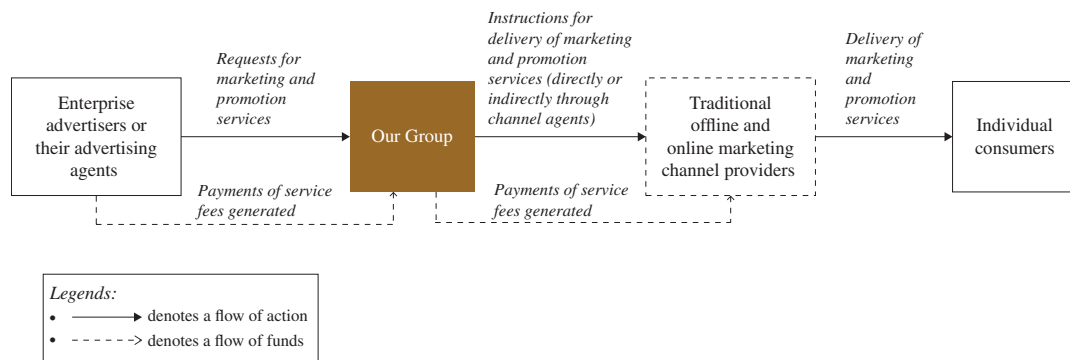 Enterprise
advertisers or
their advertising
agents
Requests for
marketing and
promotion
services
Payments of service
fees generated
Our Group
Instructions for
delivery of marketing
and promotion
services (directly or
indirectly through
channel agents)
Payments of service
fees generated
Traditional
offline and
online marketing
channel providers
Delivery of
marketing
and
promotion
services
Individual
consumers
Legends:
• denotes a flow of action
• denotes a flow of funds